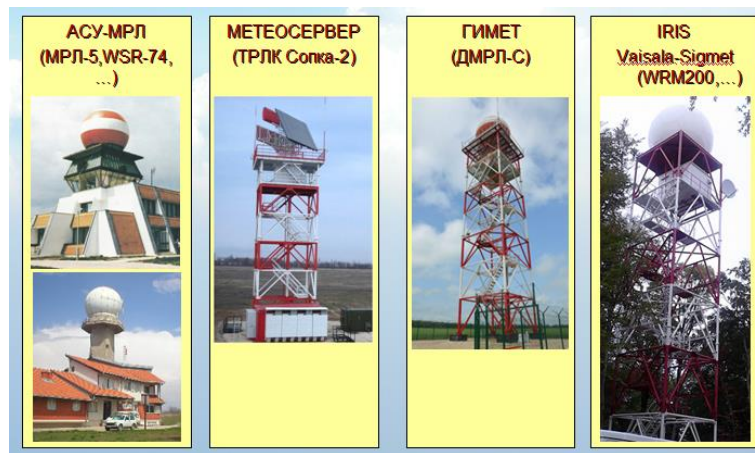 АСУ-МРЛ
(МРЛ-5,WSR-74,
…)
МЕТЕОСЕРВЕР
(ТРЛК Сопка-2)
ГИМЕТ
(ДМРЛ-С)
IRIS
Vaisala-Sigmet
(WRM200,…)